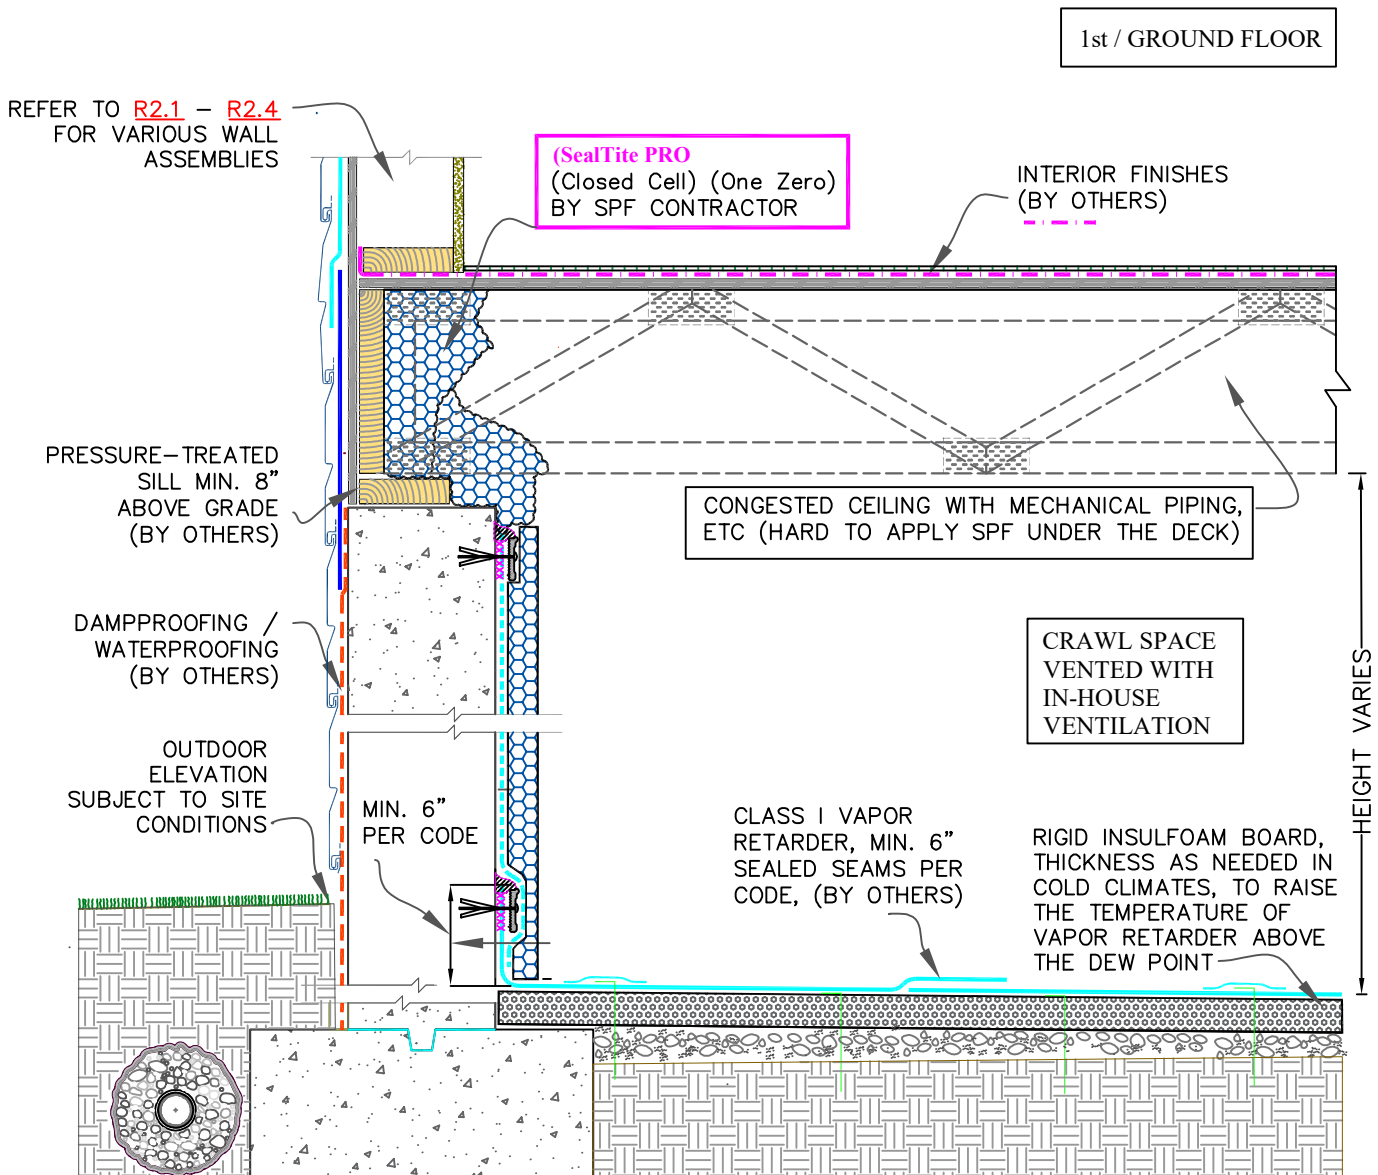 1st / GROUND FLOOR
REFER TO R2.1 – R2.4
FOR VARIOUS WALL
ASSEMBLIES
(SealTite PRO
(Closed Cell) (One Zero)
BY SPF CONTRACTOR
INTERIOR FINISHES
(BY OTHERS)
PRESSURE–TREATED
SILL MIN. 8”
ABOVE GRADE
(BY OTHERS)
CONGESTED CEILING WITH MECHANICAL PIPING,
ETC (HARD TO APPLY SPF UNDER THE DECK)
DAMPPROOFING /
WATERPROOFING
(BY OTHERS)
CRAWL SPACE
VENTED WITH
IN-HOUSE
VENTILATION
HEIGHT VARIES
OUTDOOR
ELEVATION
SUBJECT TO SITE
CONDITIONS
MIN. 6”
PER CODE
CLASS I VAPOR
RETARDER, MIN. 6”
SEALED SEAMS PER
CODE, (BY OTHERS)
RIGID INSULFOAM BOARD,
THICKNESS AS NEEDED IN
COLD CLIMATES, TO RAISE
THE TEMPERATURE OF
VAPOR RETARDER ABOVE
THE DEW POINT